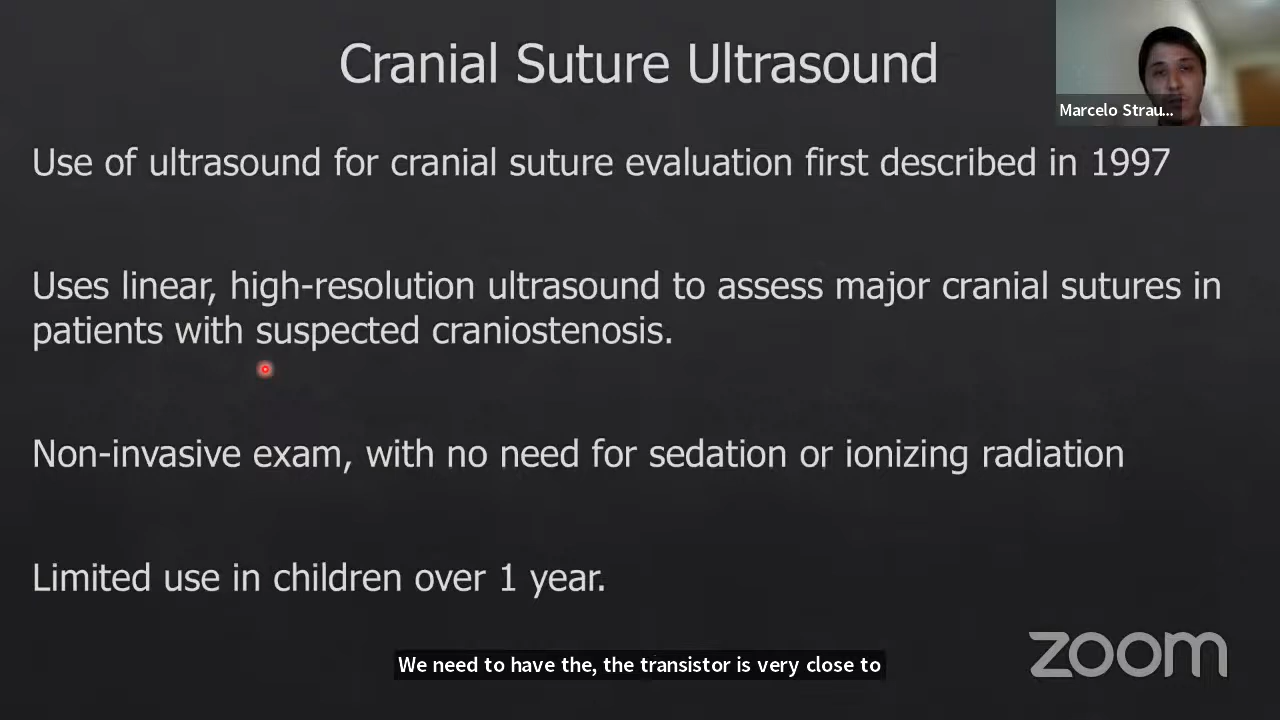 Cranial Suture Ultrasound
Marcelo Strau...
Use of ultrasound for cranial suture evaluation first described in 1997
Uses linear, high-resolution ultrasound to assess major cranial sutures in
patients with suspected craniostenosis.
Non-invasive exam, with no need for sedation or ionizing radiation
Limited use in children over 1 year.
We need to have the, the transistor is very close to
zoom